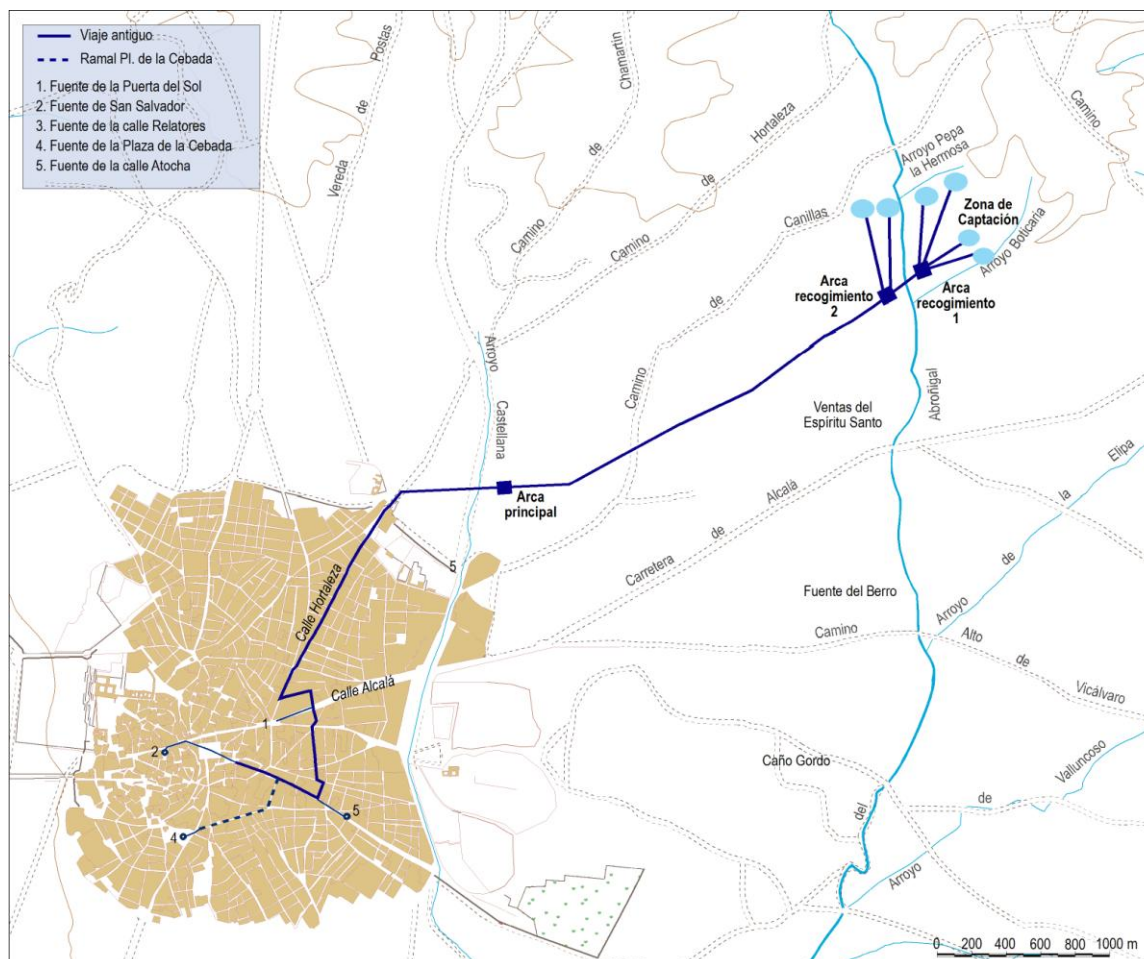 Viaje antiguo
Ramal Pl. de la Cebada
1. Fuente de la Puerta del Sol
2. Fuente de San Salvador
3. Fuente de la calle Relatores
4. Fuente de la Plaza de la Cebada
5. Fuente de la calle Atocha
Vereda de Postas
Camino de Chamartín
Camino de Hortaleza
Camino de Canillas
Camino
Arroyo Pepa
la Hermosa
Zona de
Captación
Arroyo Boticaria
Arca
recogimiento
2
Arca
recogimiento
1
Arroyo
Castellana
Abroñigal
Ventas del
Espíritu Santo
Arca
principal
Carretera de Alcalá
Arroyo de la Elipa
5
Calle Hortaleza
Fuente del Berro
Camino Alto de Vicálvaro
Calle Alcalá
1
2
Caño Gordo
Arroyo de Valluncoso
del
5
4
0 200 400 600 800 1000 m